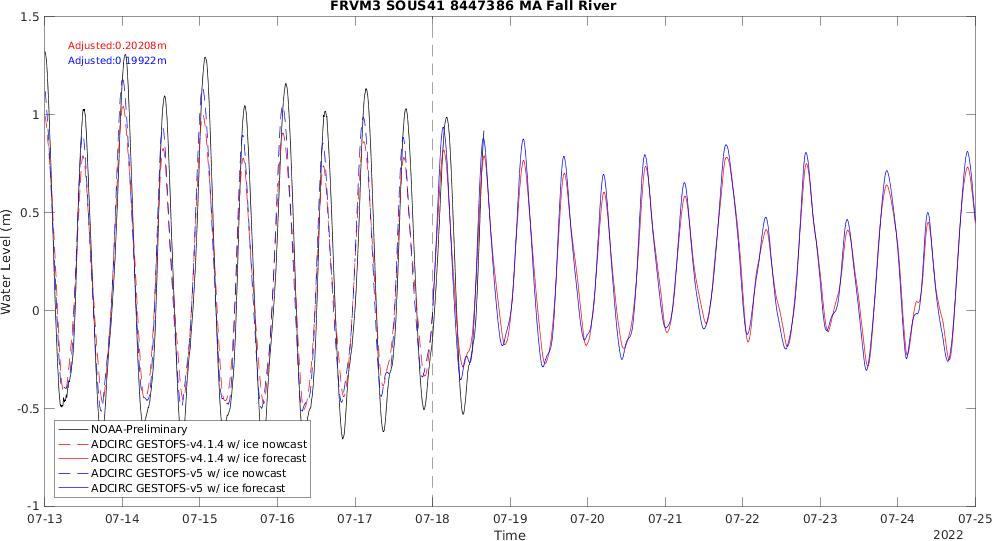 FRVM3 SOUS41 8447386 MA Fall River
1.5
1
0.5
0
-0.5
-1
Water Level (m)
Adjusted:0.20208m
Adjusted:0.19922m
NOAA-Preliminary
ADCIRC GESTOFS-v4.1.4 w/ ice nowcast
ADCIRC GESTOFS-v4.1.4 w/ ice forecast
ADCIRC GESTOFS-v5 w/ ice nowcast
ADCIRC GESTOFS-v5 w/ ice forecast
07-13 07-14 07-15 07-16 07-17 07-18 07-19 07-20 07-21 07-22 07-23 07-24 07-25
Time
2022